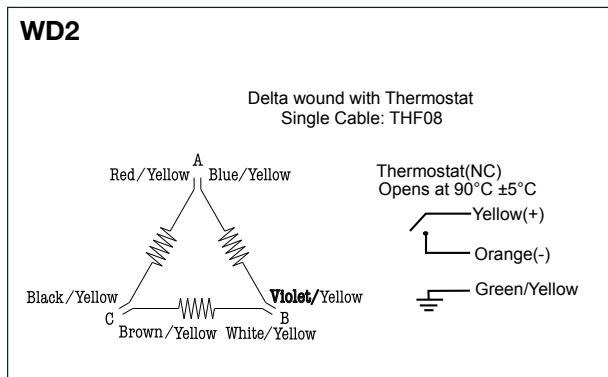 WD2
Delta wound with Thermostat
Single Cable: THF08
A
Red/Yellow Blue/Yellow
Thermostat(NC)
Opens at 90°C ±5°C
Yellow(+)
Orange(-)
Green/Yellow
Black/Yellow Violet/Yellow
C B
Brown/Yellow White/Yellow